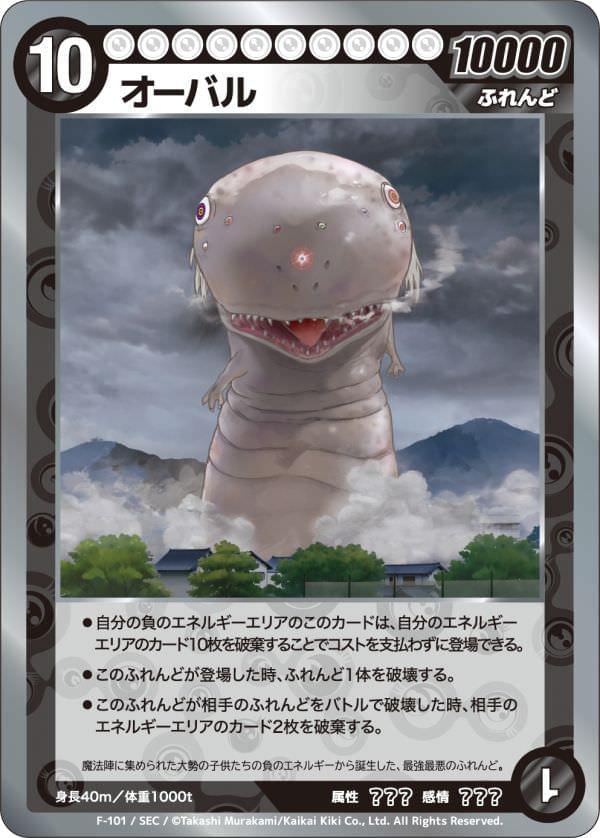 10
10000
オーバル
ふれんど
●自分の負のエネルギーエリアのこのカードは、自分のエネルギー
エリアのカード10枚を破棄することでコストを支払わずに登場できる。
●このふれんどが登場した時、ふれんど1体を破壊する。
●このふれんどが相手のふれんどをバトルで破壊した時、相手の
エネルギーエリアのカード2枚を破棄する。
魔法陣に集められた大勢の子供たちの負のエネルギーから誕生した、最強最悪のふれんど。
身長40m／体重1000t
属性 ??? 感情 ???
1
F-101 / SEC / ©Takashi Murakami/Kaikai Kiki Co., Ltd. All Rights Reserved.